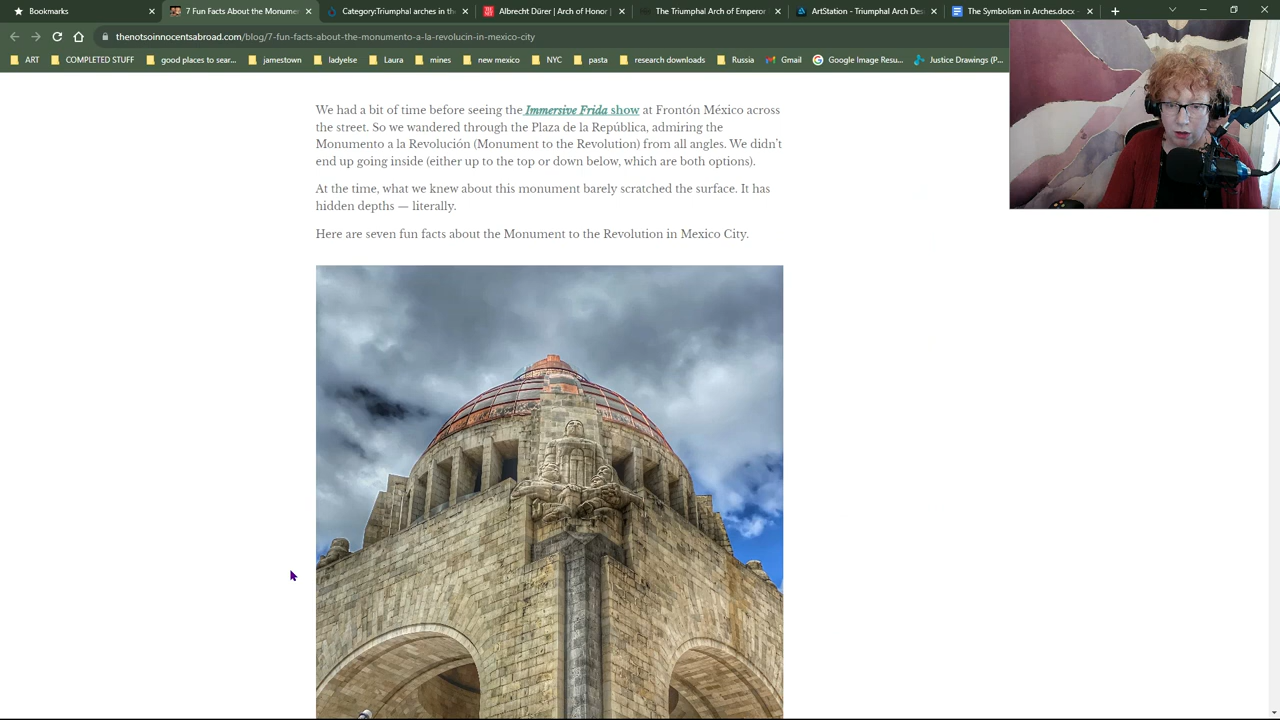 Bookmarks
7 Fun Facts About the Monume
Category:Triumphal arches in th
Albrecht Dürer | Arch of Honor |
The Triumphal Arch of Emperor
ArtStation - Triumphal Arch Des
The Symbolism in Arches.docx
thenotsoinnocentsabroad.com/blog/7-fun-facts-about-the-monumento-a-la-revolucin-in-mexico-city
ART
COMPLETED STUFF
good places to sear...
jamestown
ladyelse
Laura
mines
new mexico
NYC
pasta
research downloads
Russia
Gmail
Google Image Resu...
Justice Drawings (P...
We had a bit of time before seeing the Immersive Frida show at Frontón México across
the street. So we wandered through the Plaza de la República, admiring the
Monumento a la Revolución (Monument to the Revolution) from all angles. We didn't
end up going inside (either up to the top or down below, which are both options).
At the time, what we knew about this monument barely scratched the surface. It has
hidden depths — literally.
Here are seven fun facts about the Monument to the Revolution in Mexico City.